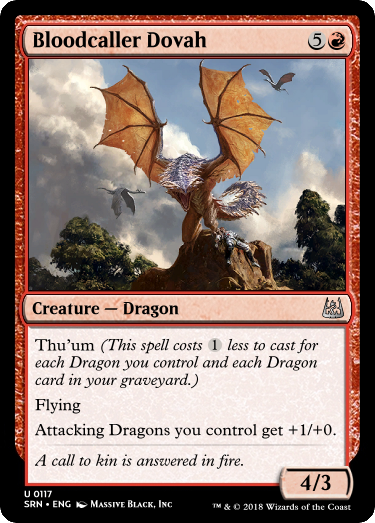 Bloodcaller Dovah 5
Creature — Dragon
Thu'um (This spell costs 1 less to cast for
each Dragon you control and each Dragon
card in your graveyard.)
Flying
Attacking Dragons you control get +1/+0.
A call to kin is answered in fire.
4/3
U 0117
SRN • ENG Massive Black, Inc ™ & © 2018 Wizards of the Coast